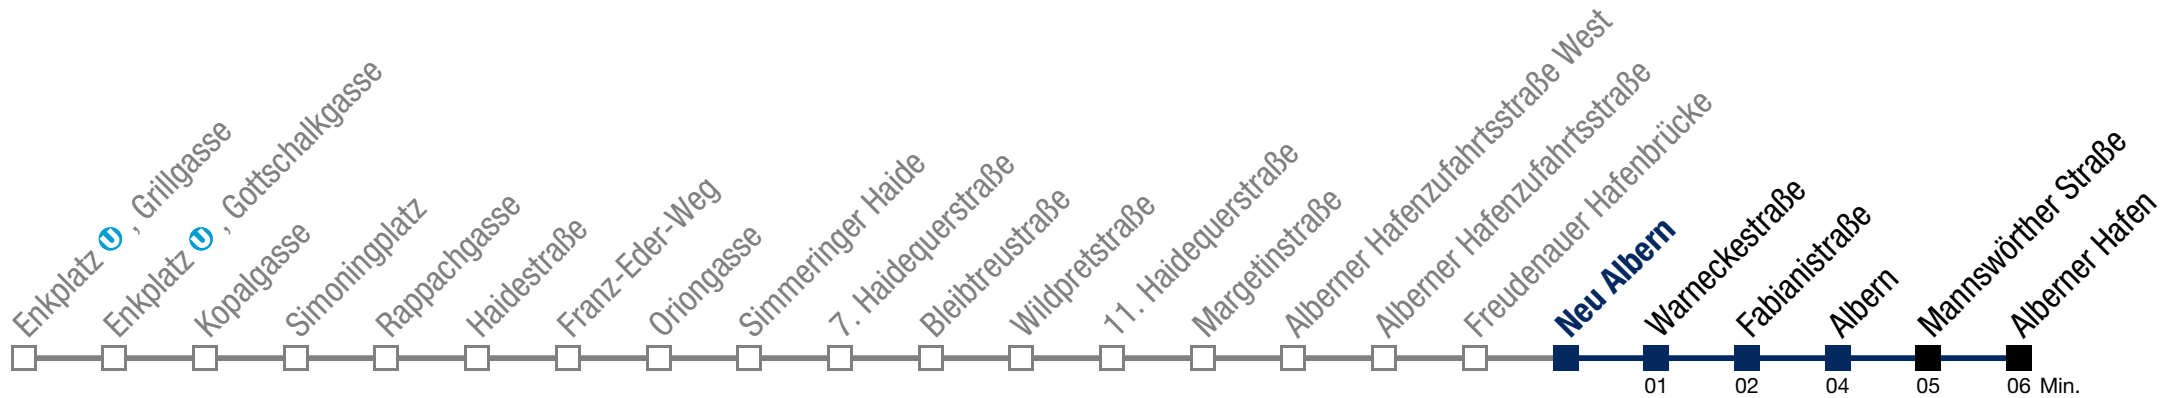 Enkplatz U, Grillgasse
Enkplatz U, Gottschalkgasse
Kopalgasse
Simoningplatz
Rappachgasse
Haidestraße
Franz-Eder-Weg
Oriongasse
Simmeringer Haide
7. Haidequerstraße
Bleibtreustraße
Wildpretstraße
11. Haidequerstraße
Margetinstraße
Alberner Hafenzufahrtsstraße West
Alberner Hafenzufahrtsstraße
Freudenauer Hafenbrücke
Neu Albern
Warneckestraße
Fabianistraße
Albern
Mannswörther Straße
Alberner Hafen
01 02 04 05 06 Min.